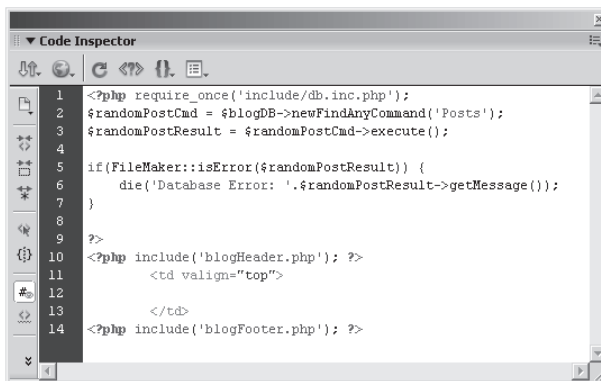 ▼ Code Inspector
1 <?php require_once('include/db.inc.php');
2 $randomPostCmd = $blogDB->newFindAnyCommand('Posts');
3 $randomPostResult = $randomPostCmd->execute();
4
5 if(FileMaker::isError($randomPostResult)) {
6     die('Database Error: '.$randomPostResult->getMessage());
7 }
8
9 ?>
10 <?php include('blogHeader.php'); ?>
11         <td valign="top">
12
13         </td>
14 <?php include('blogFooter.php'); ?>